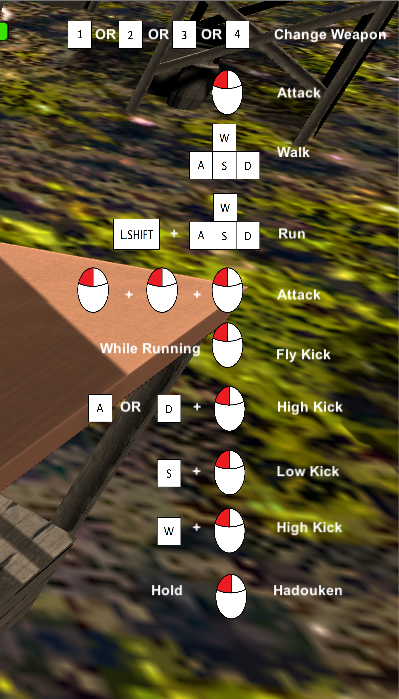 1 OR 2 OR 3 OR 4 Change Weapon
Attack
W
A S D Walk
W
L.SHIFT + A S D Run
+ + Attack
While Running Fly Kick
A OR D + High Kick
S + Low Kick
W + High Kick
Hold Hadouken